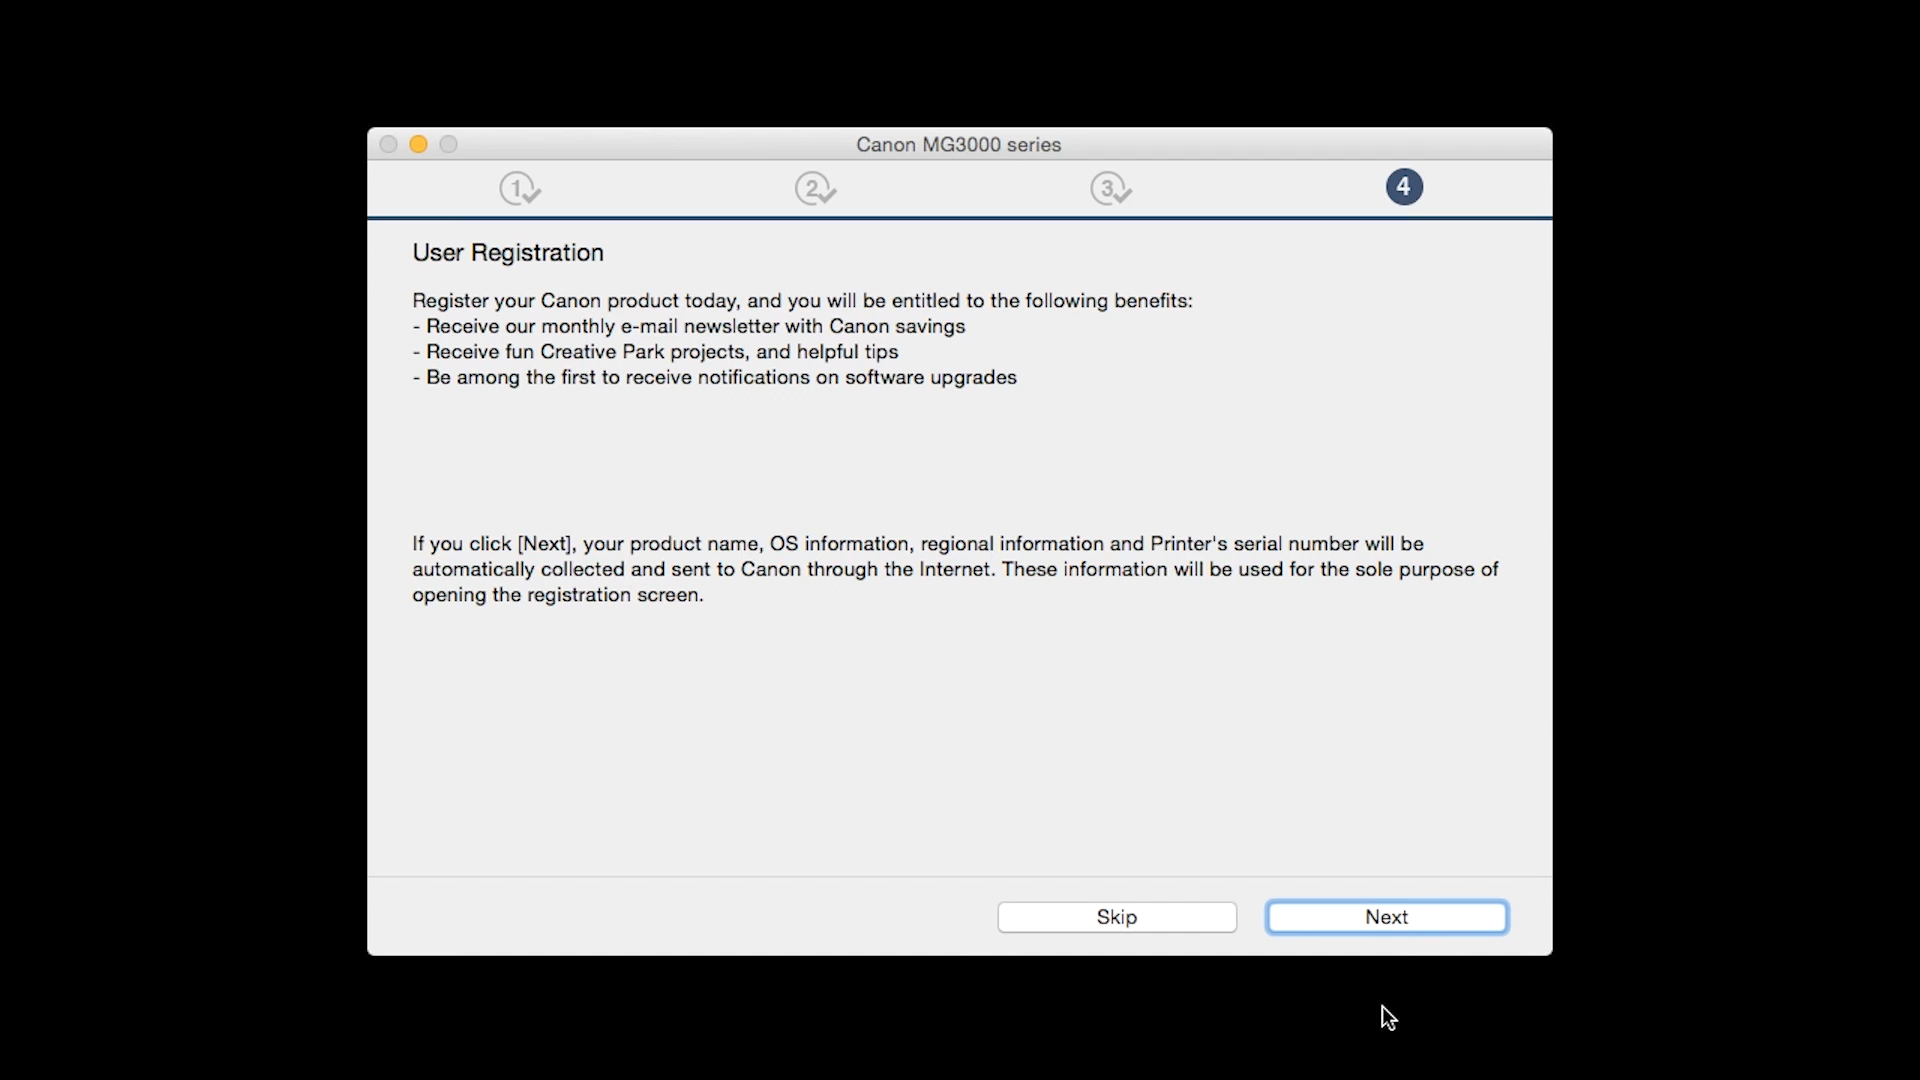 Canon MG3000 series
1 2 3 4
User Registration
Register your Canon product today, and you will be entitled to the following benefits:
- Receive our monthly e-mail newsletter with Canon savings
- Receive fun Creative Park projects, and helpful tips
- Be among the first to receive notifications on software upgrades
If you click [Next], your product name, OS information, regional information and Printer's serial number will be
automatically collected and sent to Canon through the Internet. These information will be used for the sole purpose of
opening the registration screen.
Skip Next